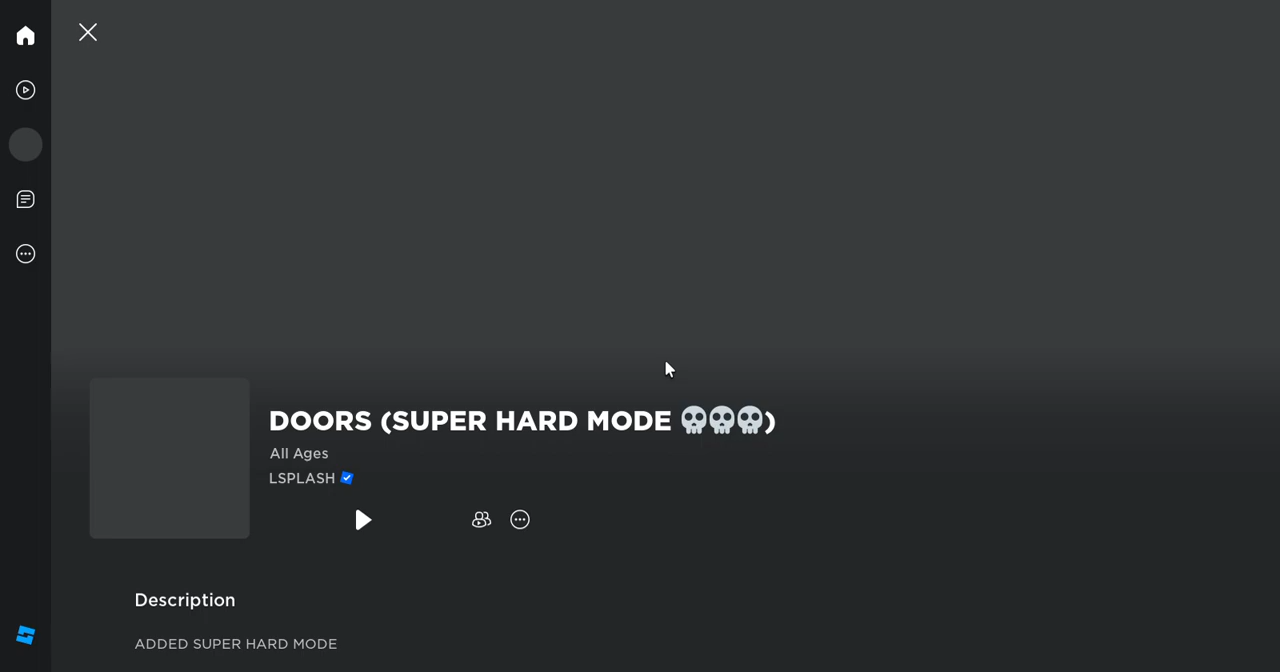 DOORS (SUPER HARD MODE 💀💀💀)
All Ages
LSPLASH
Description
ADDED SUPER HARD MODE